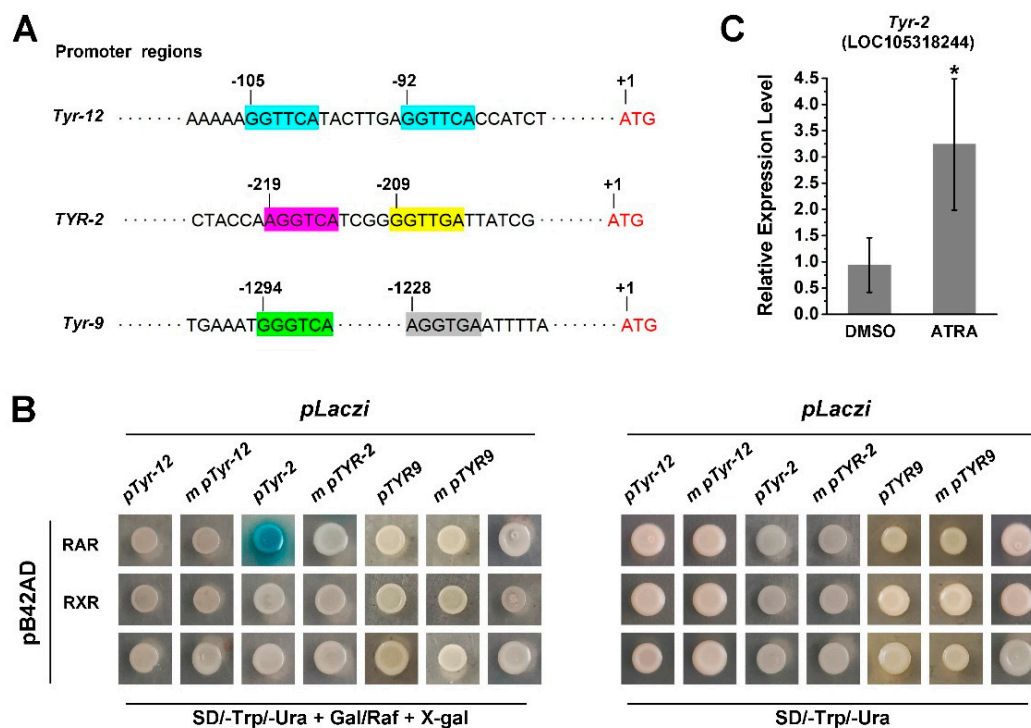 A
Promoter regions
-105 -92 +1
Tyr-12 ······· AAAAAGGTTCATACTTGAGGTTCACCATCT ······· ATG
-219 -209 +1
TYR-2 ······· CTACCAAGGTCATCGGGGTTGATTATCG ······· ATG
-1294 -1228 +1
Tyr-9 ······· TGAAATGGGTCA ······· AGGTGAATTTTA ······· ATG
C
Tyr-2
(LOC105318244)
Relative Expression Level
4.5
4.0
3.5
3.0
2.5
2.0
1.5
1.0
0.5
0.0
*
DMSO ATRA
B
pLaczi
pTyr-12 m pTyr-12 pTyr-2 m pTYR-2 pTYR9 m pTYR9
pB42AD
RAR
RXR
SD/-Trp/-Ura + Gal/Raf + X-gal
pLaczi
pTyr-12 m pTyr-12 pTyr-2 m pTYR-2 pTYR9 m pTYR9
SD/-Trp/-Ura